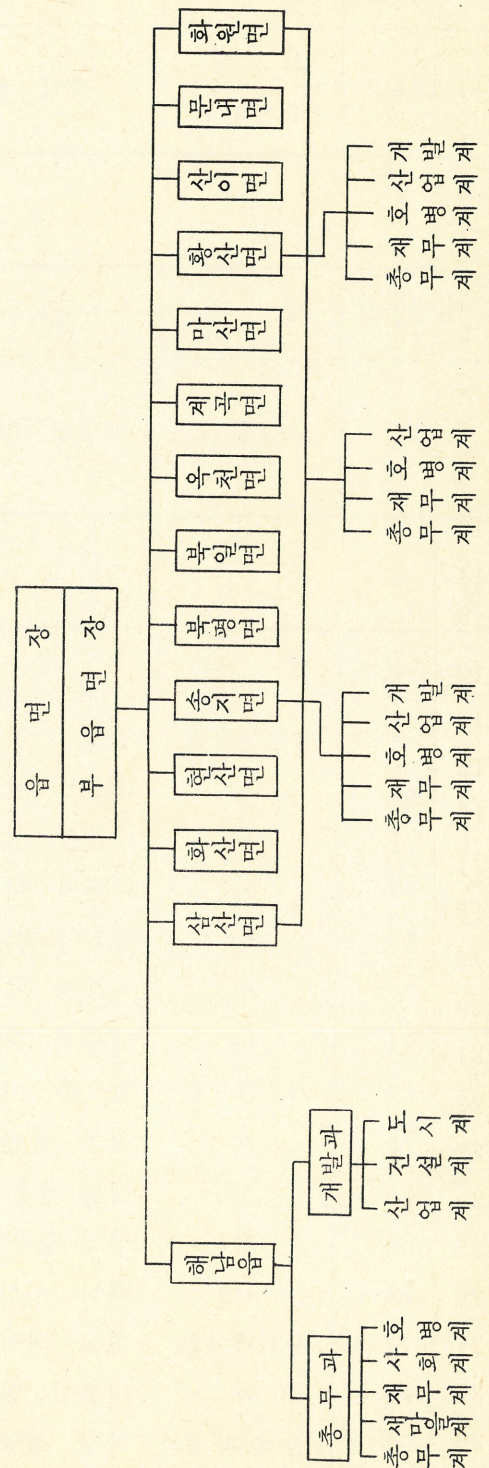 읍면장
부읍면장
해남읍
삼산면
화산면
현산면
송지면
북평면
북일면
옥천면
계곡면
마산면
황산면
산이면
문내면
화원면
총무과
개발과
총무계
새마을계
재무계
사회계
호병계
산업계
건설계
도시계
총무계
재무계
호병계
산업계
개발계
총무계
재무계
호병계
산업계
총무계
재무계
호병계
산업계
개발계